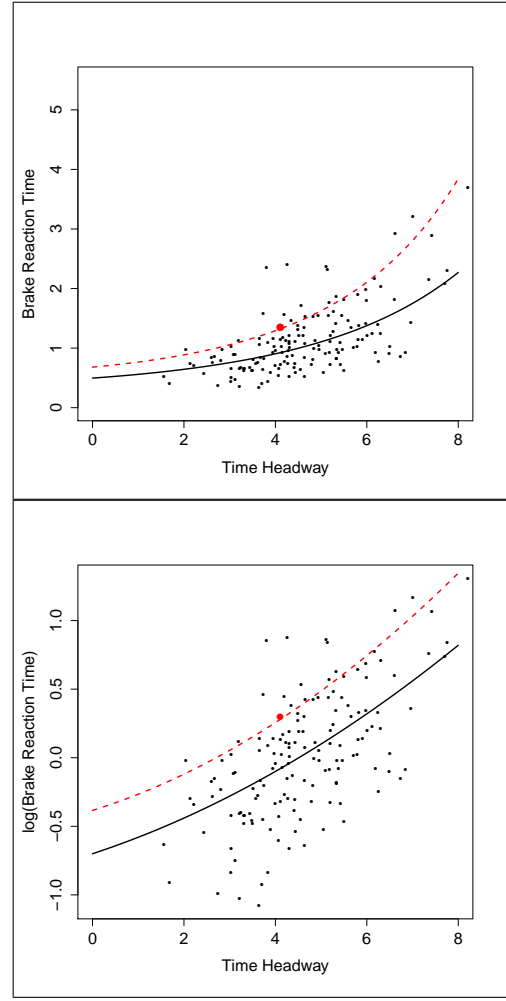 5
4
3
2
1
0
Brake Reaction Time
0 2 4 6 8
Time Headway
1.0
0.5
0.0
−0.5
−1.0
log(Brake Reaction Time)
0 2 4 6 8
Time Headway